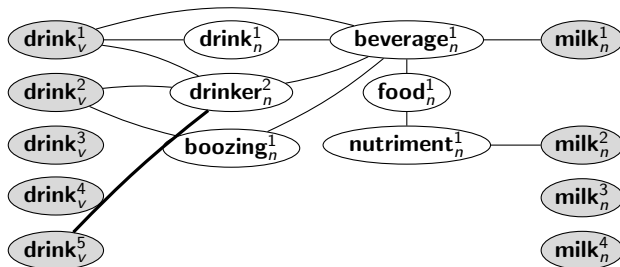 drink¹ᵥ drink¹ₙ beverage¹ₙ milk¹ₙ
drink²ᵥ drinker²ₙ food¹ₙ
drink³ᵥ boozing¹ₙ nutriment¹ₙ milk²ₙ
drink⁴ᵥ milk³ₙ
drink⁵ᵥ milk⁴ₙ